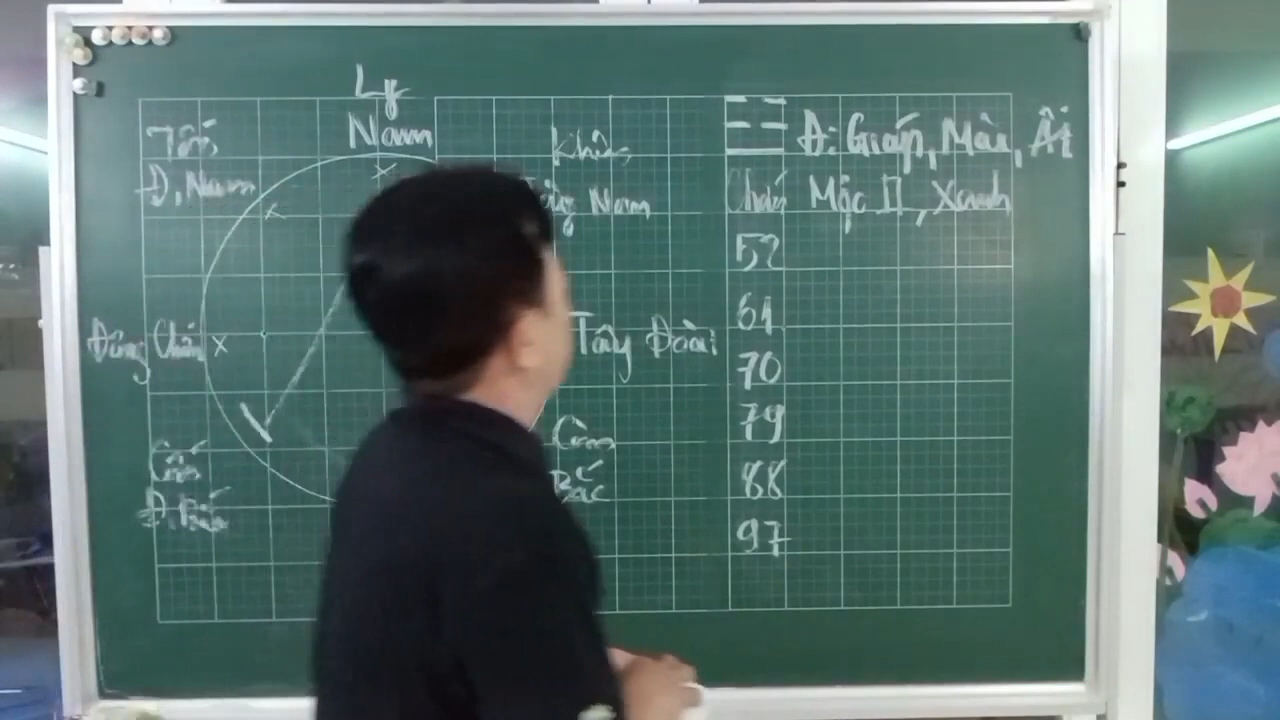 Ly
Nam
Tốn
Đ, Nam
Khôn
Nam
Đông Chấn
Tây Đoài
Cấn
Đ, Bắc
Càn
Bắc
Chấn
Đ: Giáp, Mão, Ất
Mộc II, Xanh
52
61
70
79
88
97